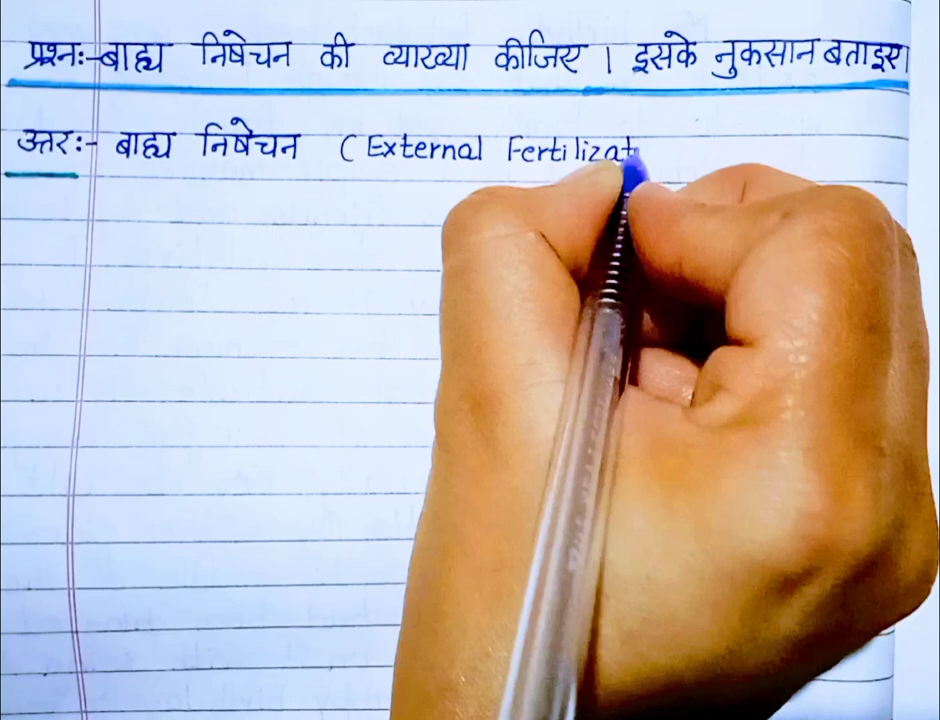 प्रश्नः- बाह्य निषेचन की व्याख्या कीजिए । इसके नुकसान बताइए
उत्तरः- बाह्य निषेचन (External Fertilizat